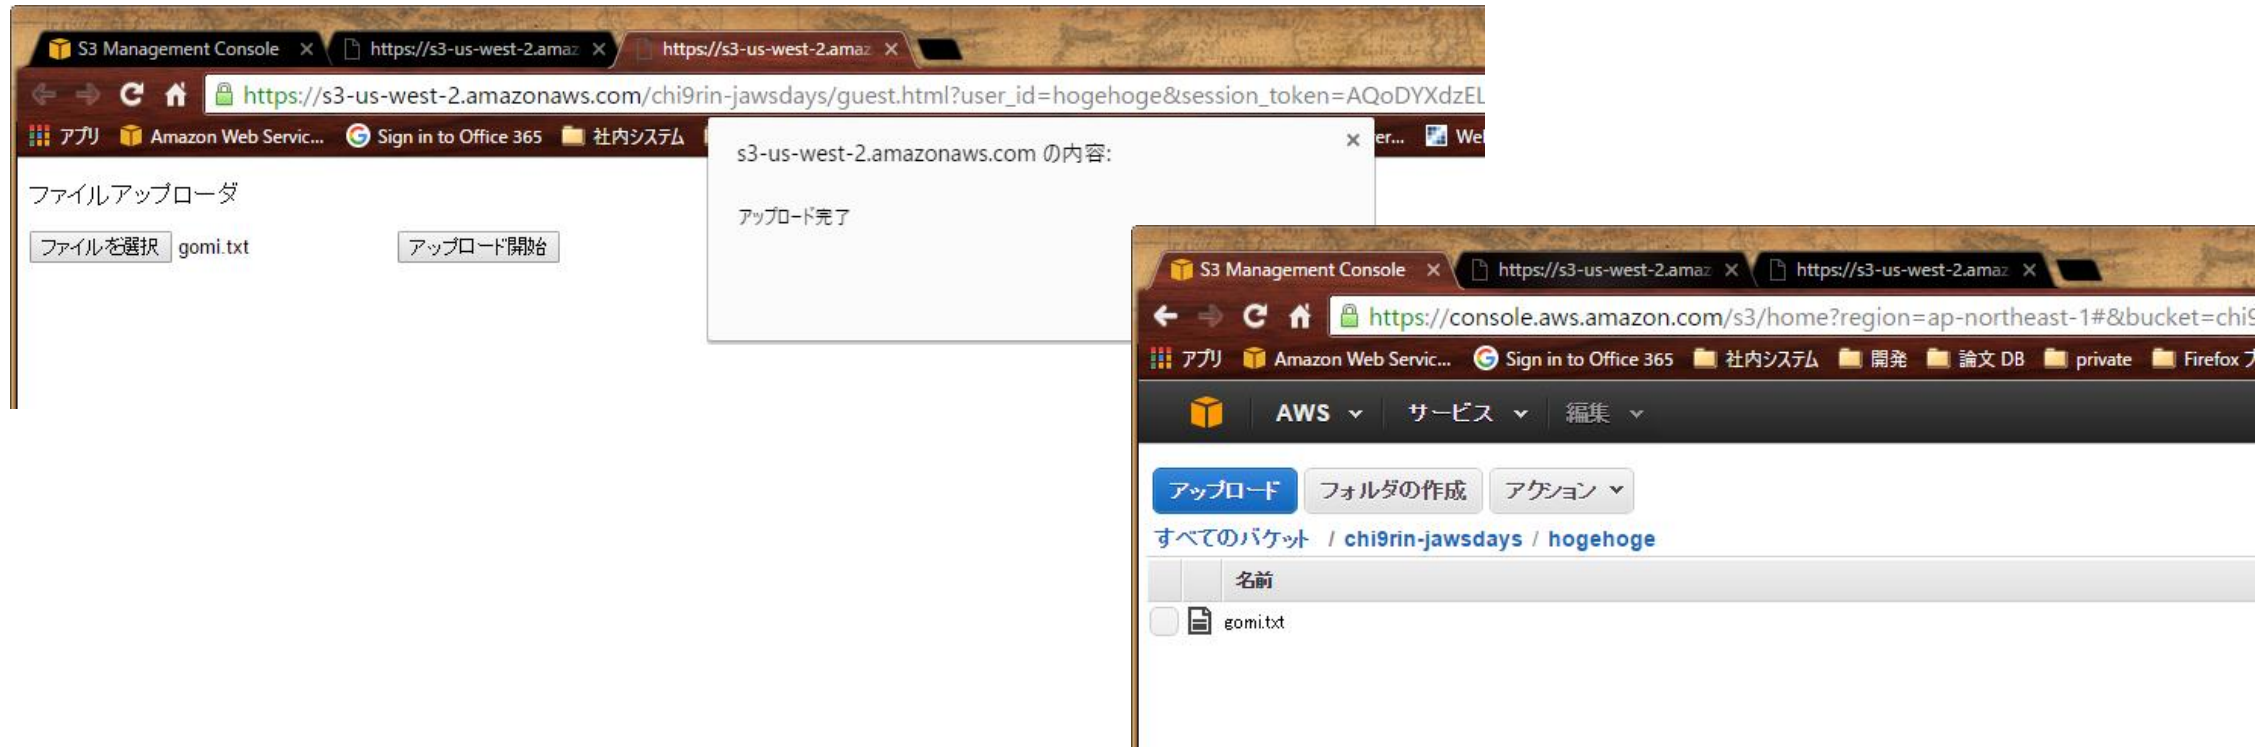 S3 Management Console
https://s3-us-west-2.amaz
https://s3-us-west-2.amaz
https://s3-us-west-2.amazonaws.com/chi9rin-jawsdays/guest.html?user_id=hogehoge&session_token=AQoDYXdzEL
アプリ Amazon Web Servic... Sign in to Office 365 社内システム er... We
s3-us-west-2.amazonaws.com の内容:
アップロード完了
ファイルアップローダ
ファイルを選択 gomi.txt アップロード開始
S3 Management Console
https://s3-us-west-2.amaz
https://s3-us-west-2.amaz
https://console.aws.amazon.com/s3/home?region=ap-northeast-1#&bucket=chi9
アプリ Amazon Web Servic... Sign in to Office 365 社内システム 開発 論文 DB private Firefox ブ
AWS サービス 編集
アップロード フォルダの作成 アクション
すべてのバケット / chi9rin-jawsdays / hogehoge
名前
gomi.txt